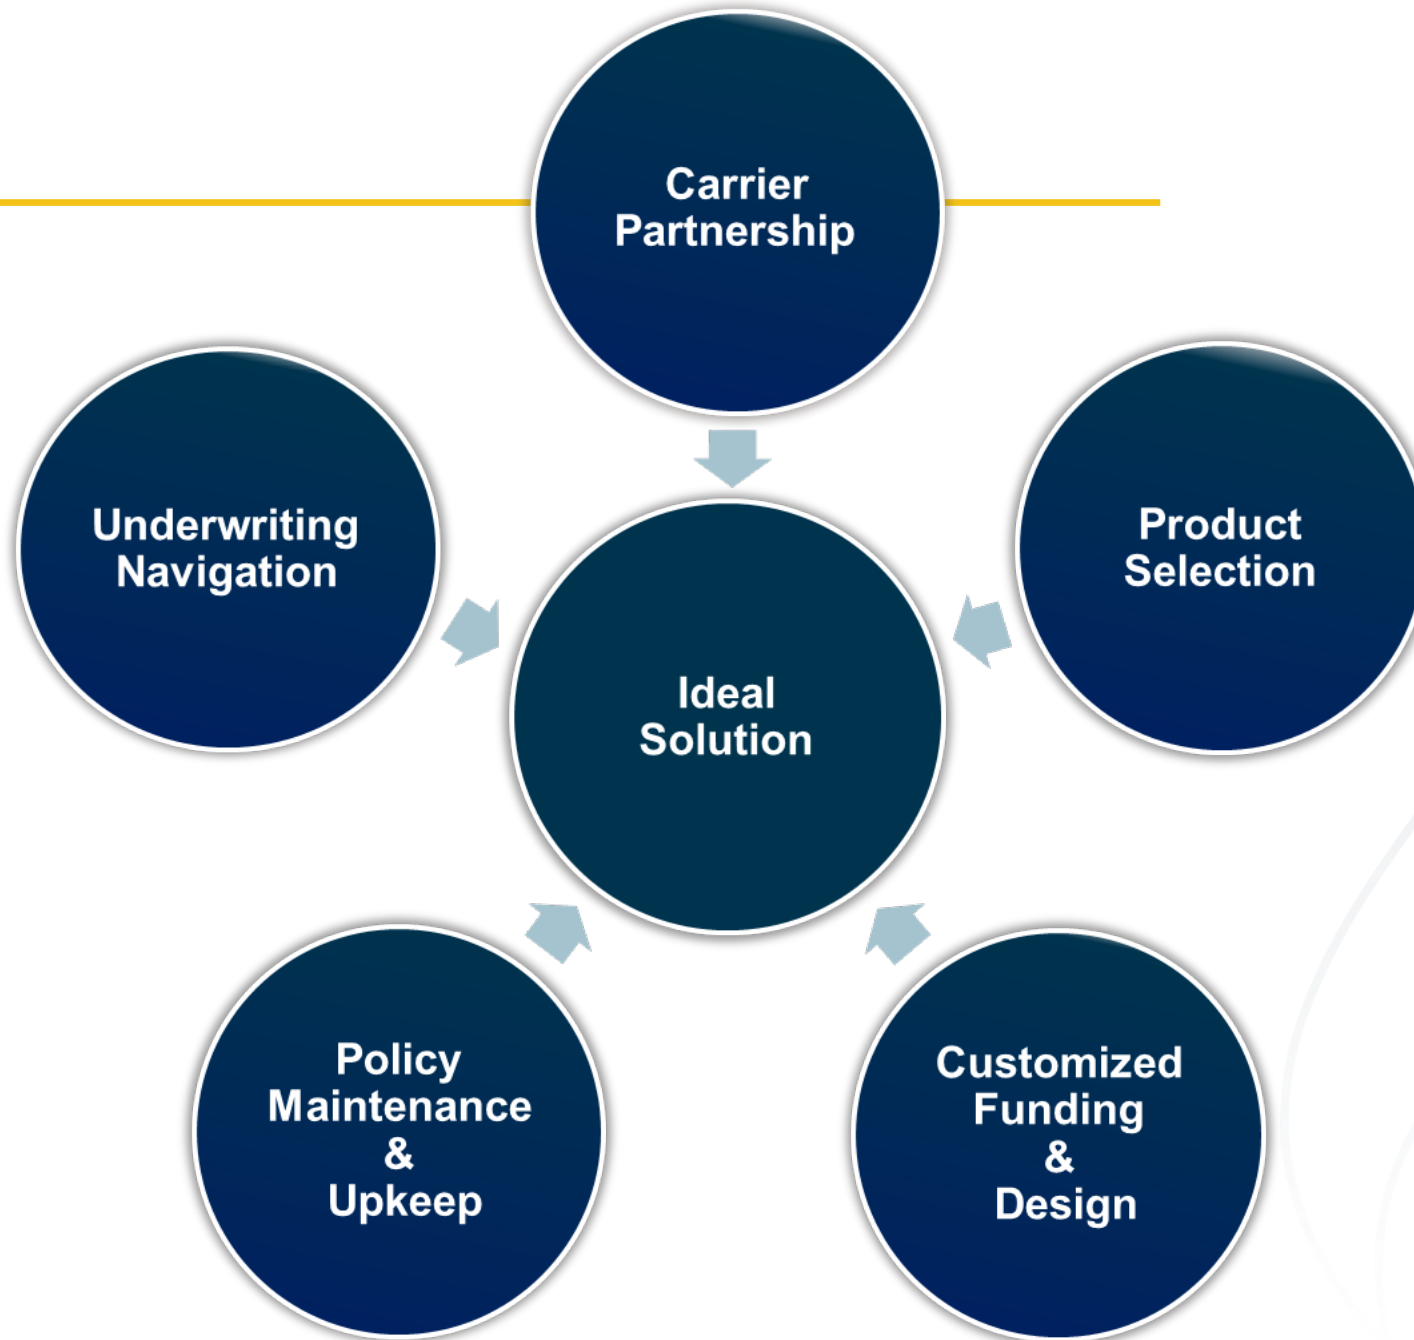 Carrier
Partnership
Underwriting
Navigation
Product
Selection
Ideal
Solution
Policy
Maintenance
&
Upkeep
Customized
Funding
&
Design